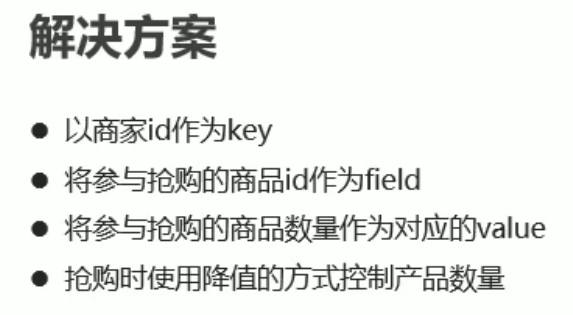 解决方案
● 以商家id作为key
● 将参与抢购的商品id作为field
● 将参与抢购的商品数量作为对应的value
● 抢购时使用降值的方式控制产品数量